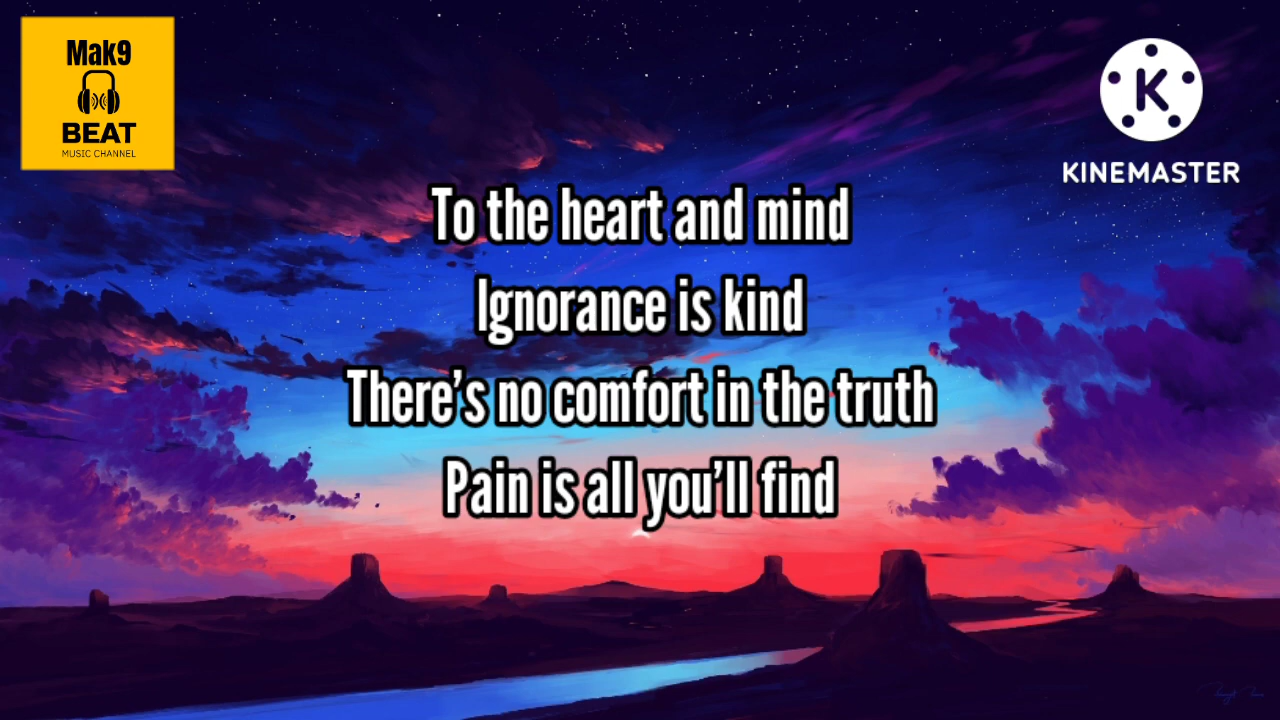 Mak9
BEAT
MUSIC CHANNEL
K
KINEMASTER
To the heart and mind
Ignorance is kind
There's no comfort in the truth
Pain is all you'll find